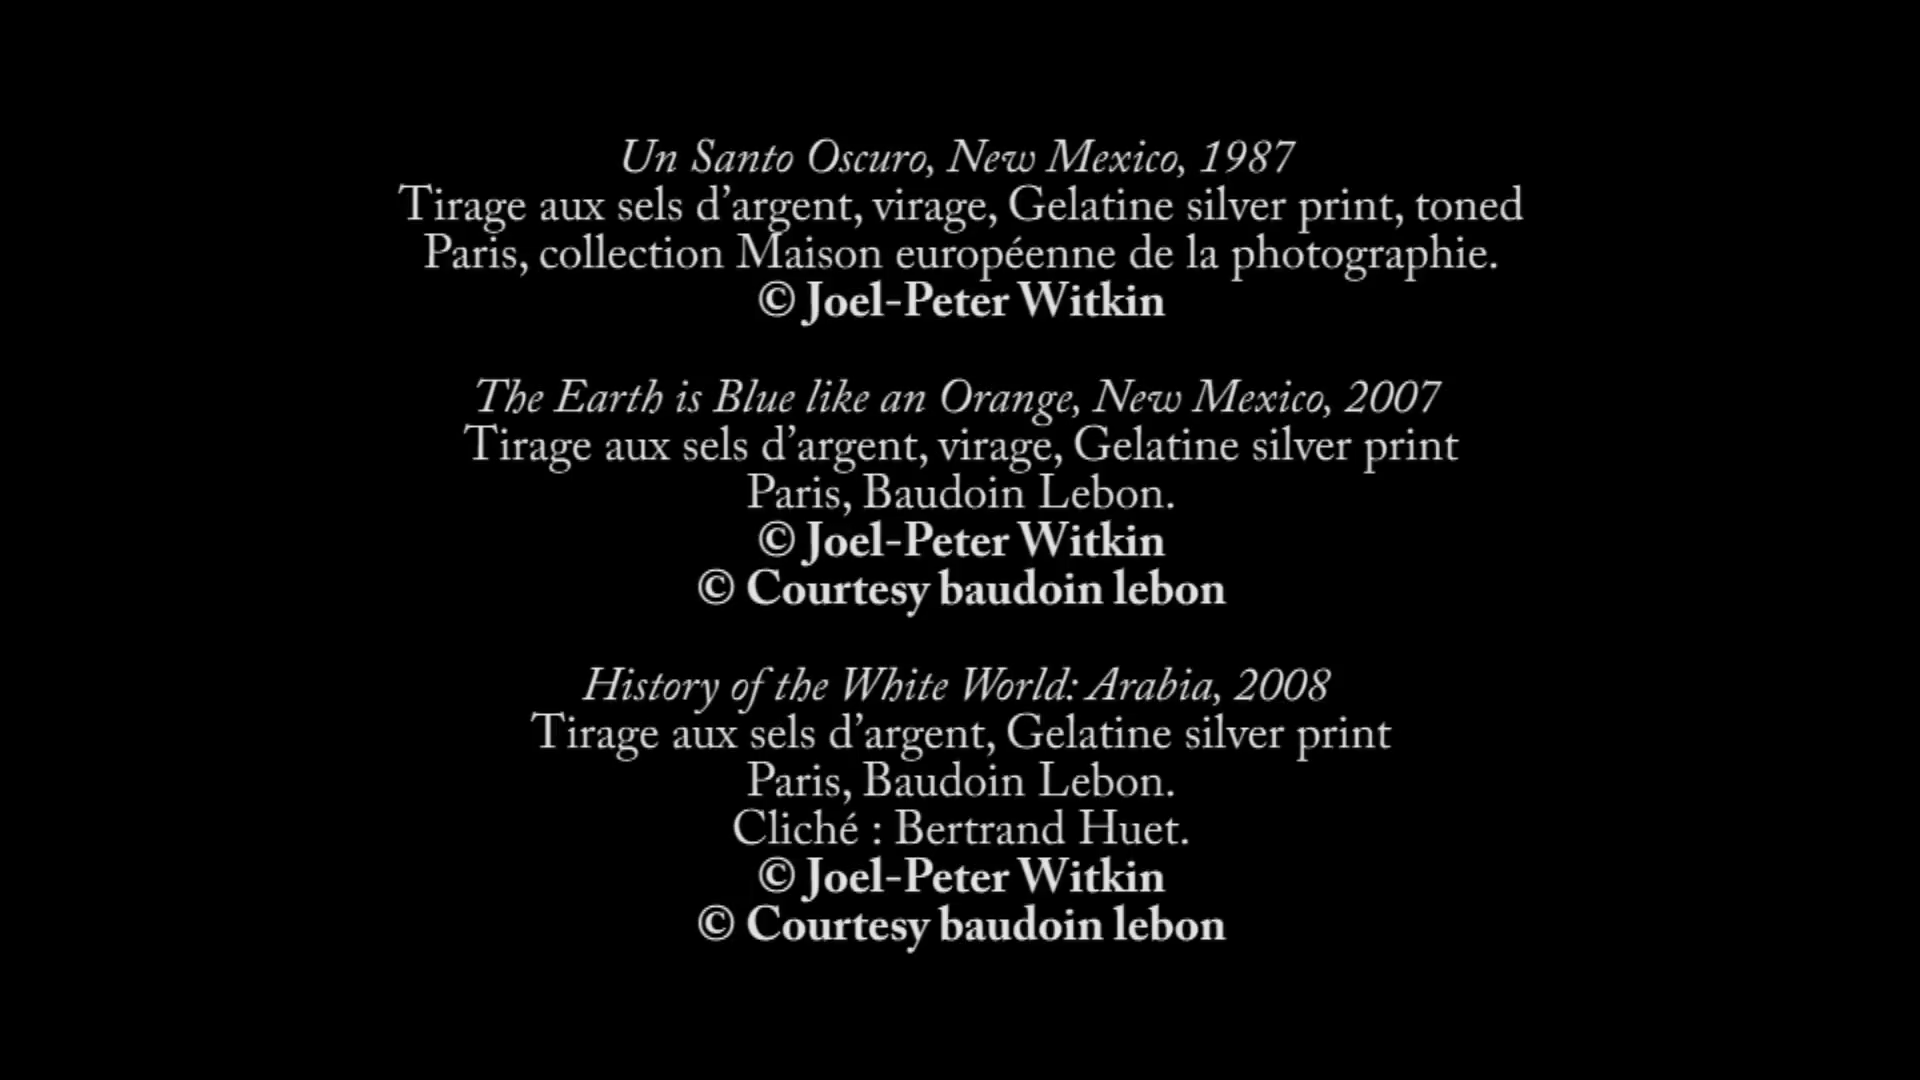 Un Santo Oscuro, New Mexico, 1987
Tirage aux sels d’argent, virage, Gelatine silver print, toned
Paris, collection Maison européenne de la photographie.
© Joel-Peter Witkin
The Earth is Blue like an Orange, New Mexico, 2007
Tirage aux sels d’argent, virage, Gelatine silver print
Paris, Baudoin Lebon.
© Joel-Peter Witkin
© Courtesy baudoin lebon
History of the White World: Arabia, 2008
Tirage aux sels d’argent, Gelatine silver print
Paris, Baudoin Lebon.
Cliché : Bertrand Huet.
© Joel-Peter Witkin
© Courtesy baudoin lebon